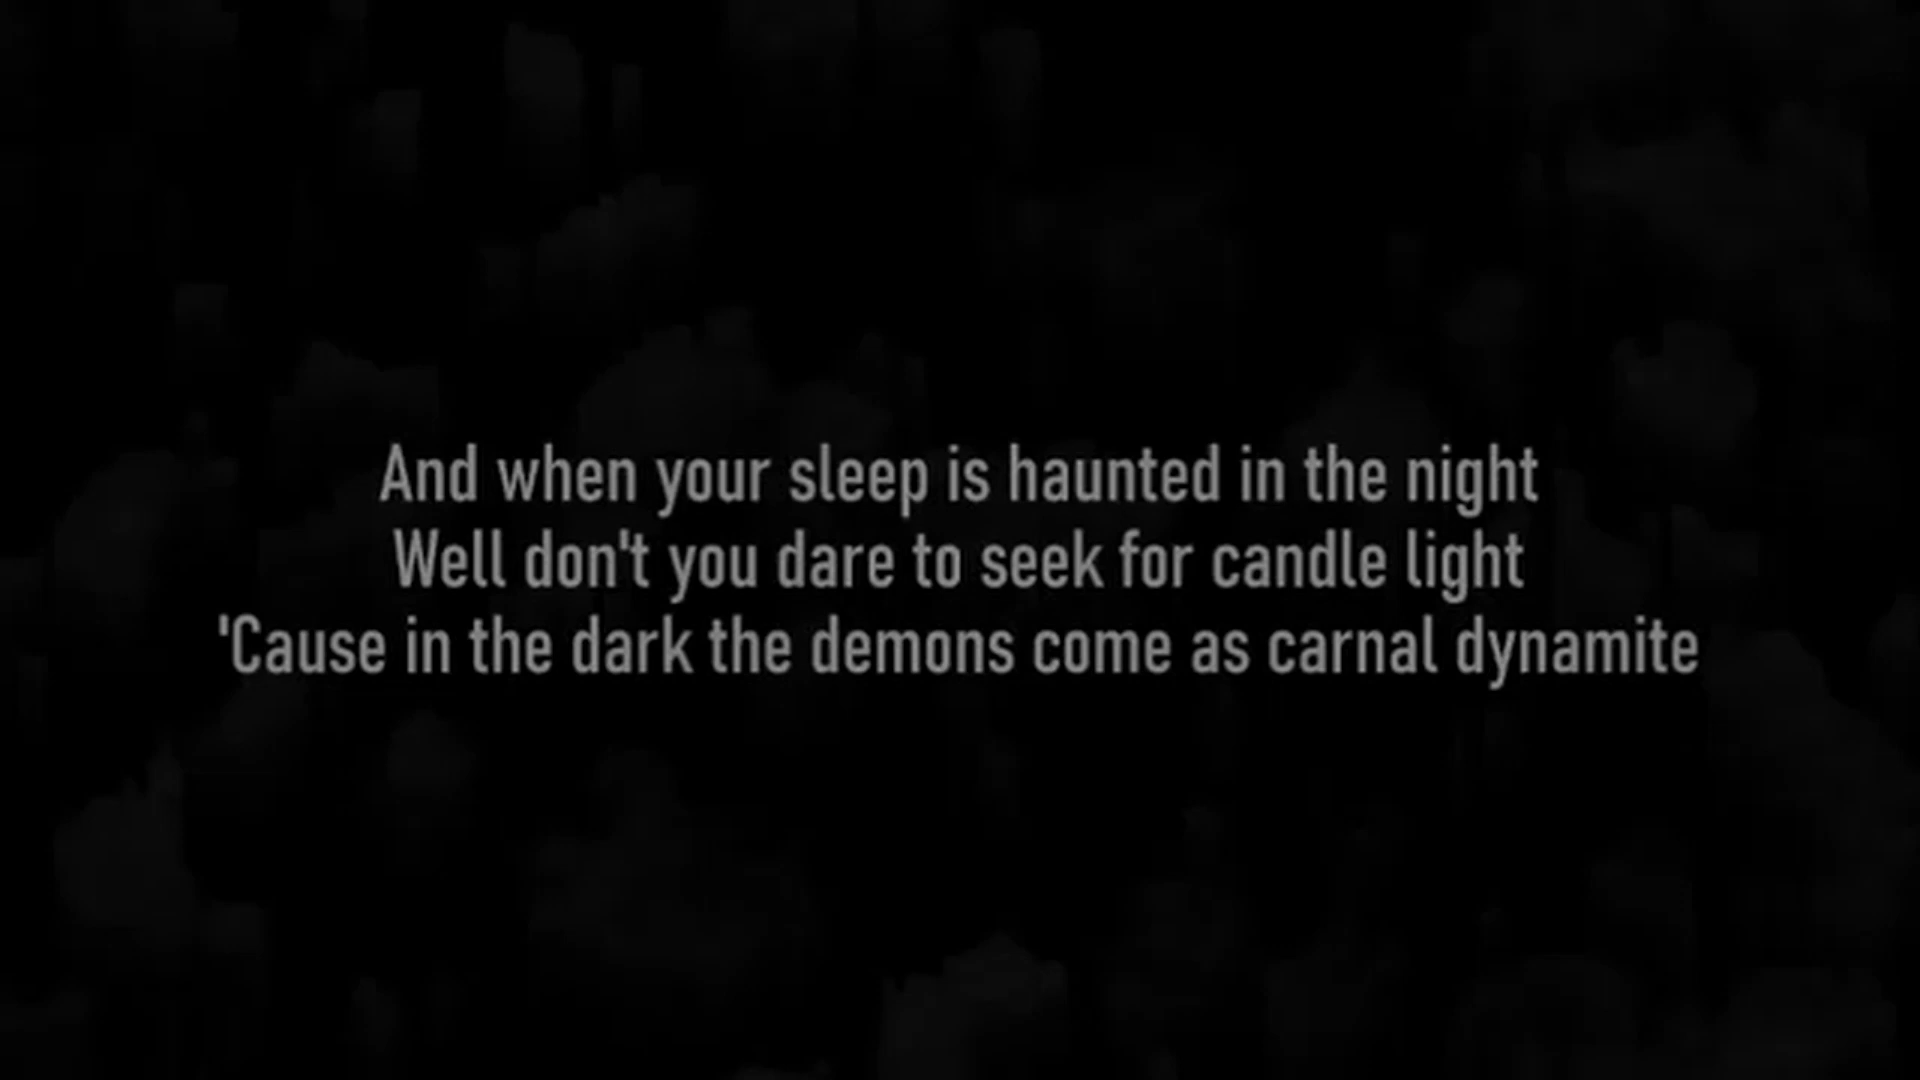 And when your sleep is haunted in the night
Well don't you dare to seek for candle light
'Cause in the dark the demons come as carnal dynamite